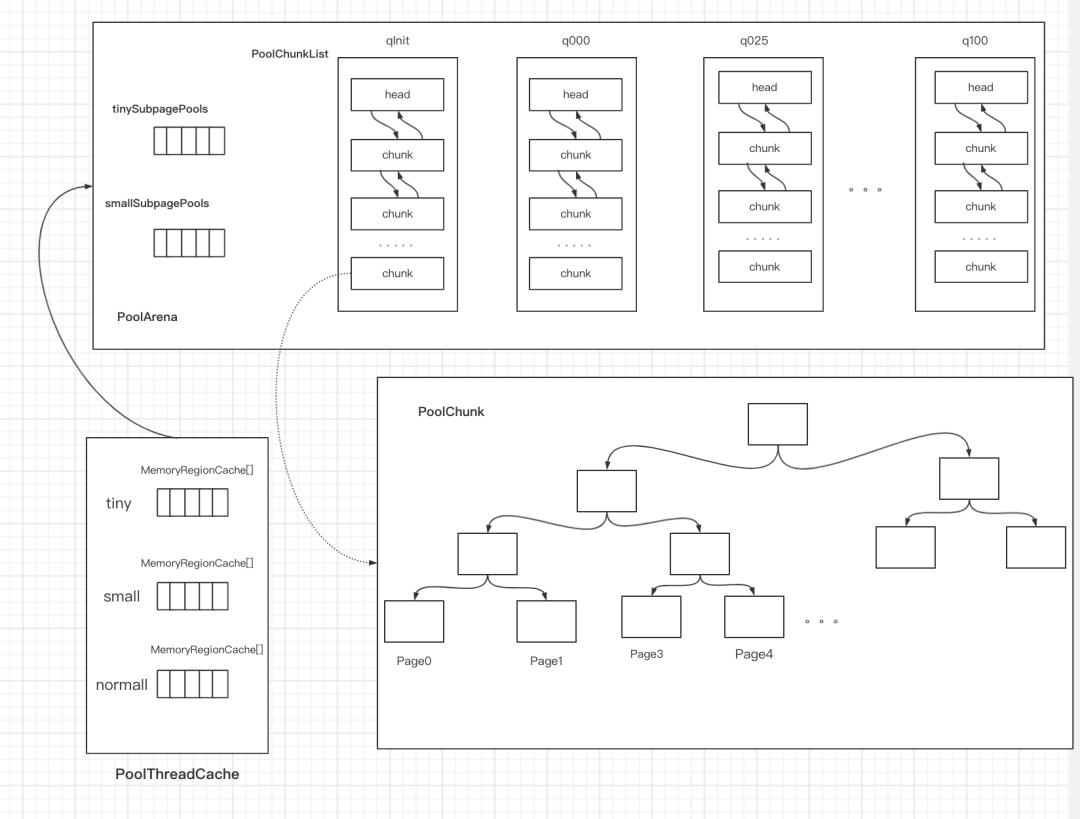 qInit
q000
q025
q100
PoolChunkList
head
head
head
head
tinySubpagePools
chunk
chunk
chunk
chunk
smallSubpagePools
chunk
chunk
chunk
chunk
chunk
chunk
chunk
chunk
PoolArena
PoolChunk
MemoryRegionCache[]
tiny
MemoryRegionCache[]
small
MemoryRegionCache[]
normall
Page0
Page1
Page3
Page4
PoolThreadCache